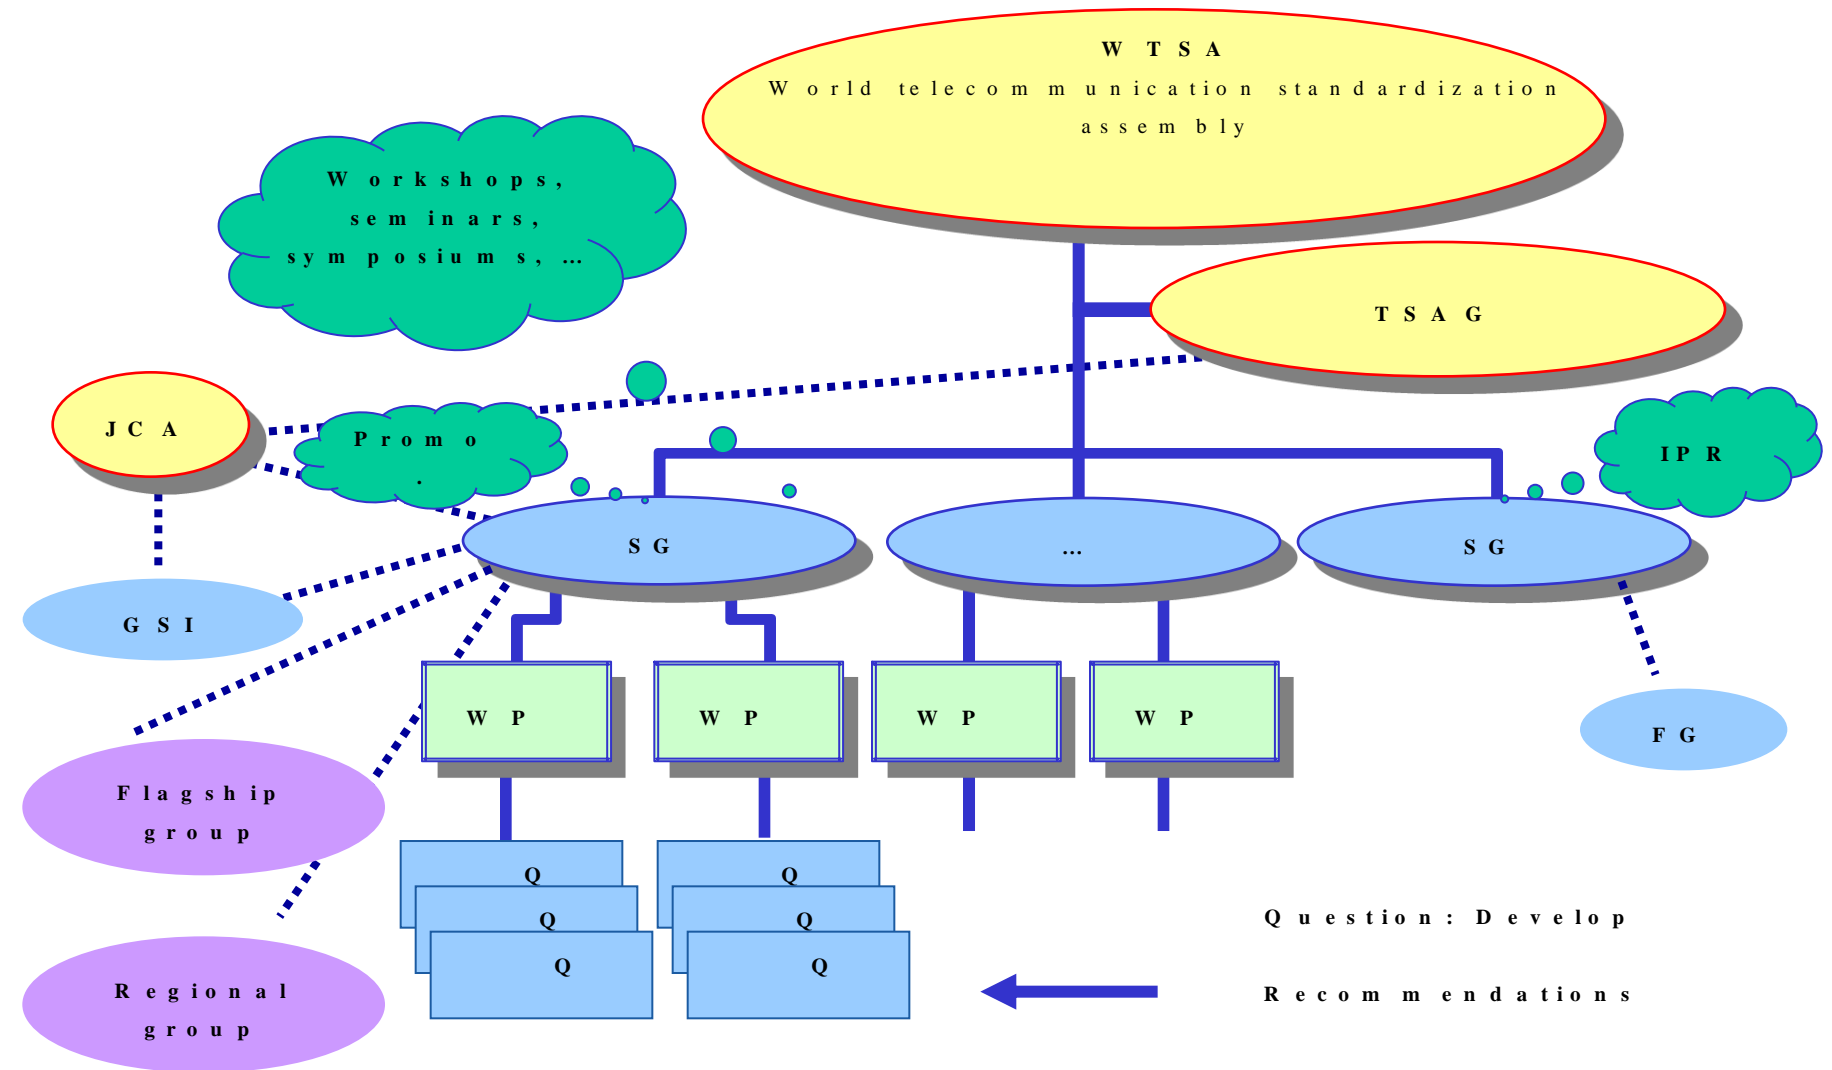 WTSA
World telecommunication standardization
assembly
Workshops,
seminars,
symposiums, ...
TSAG
JCA
Promo
.
IPR
SG
...
SG
GSI
WP
WP
WP
WP
FG
Flagship
group
Q
Q
Q
Q
Q
Q
Question: Develop
Recommendations
Regional
group